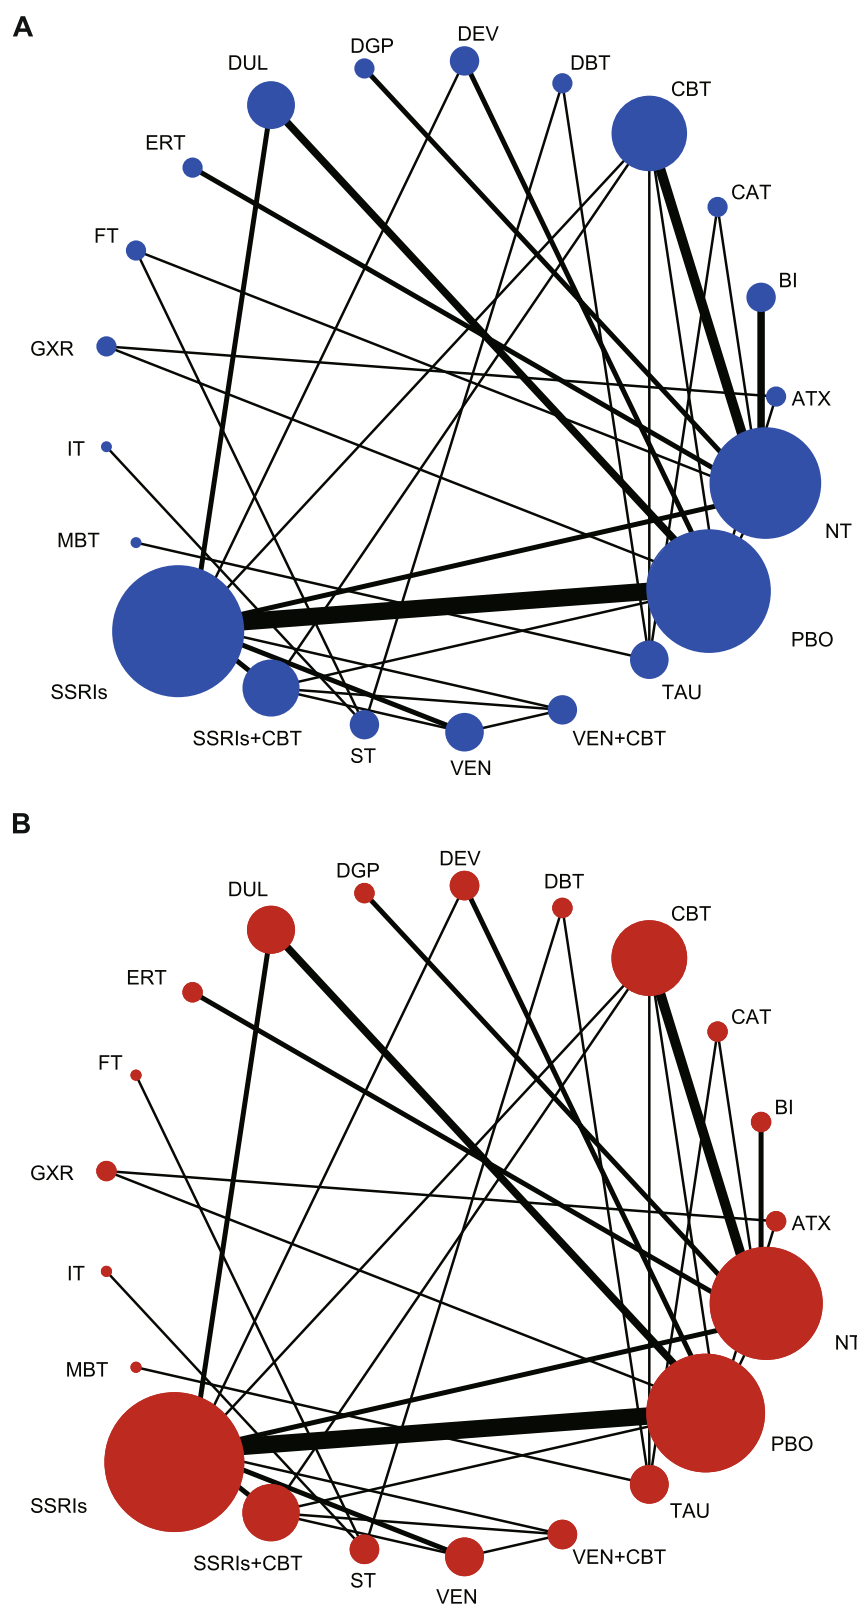 A
DEV
DGP
DBT
DUL
CBT
ERT
CAT
FT
BI
GXR
ATX
IT
NT
MBT
PBO
SSRIs
TAU
SSRIs+CBT
VEN+CBT
ST
VEN
B
DEV
DGP
DBT
DUL
CBT
ERT
CAT
FT
BI
GXR
ATX
IT
NT
MBT
PBO
SSRIs
TAU
SSRIs+CBT
VEN+CBT
ST
VEN